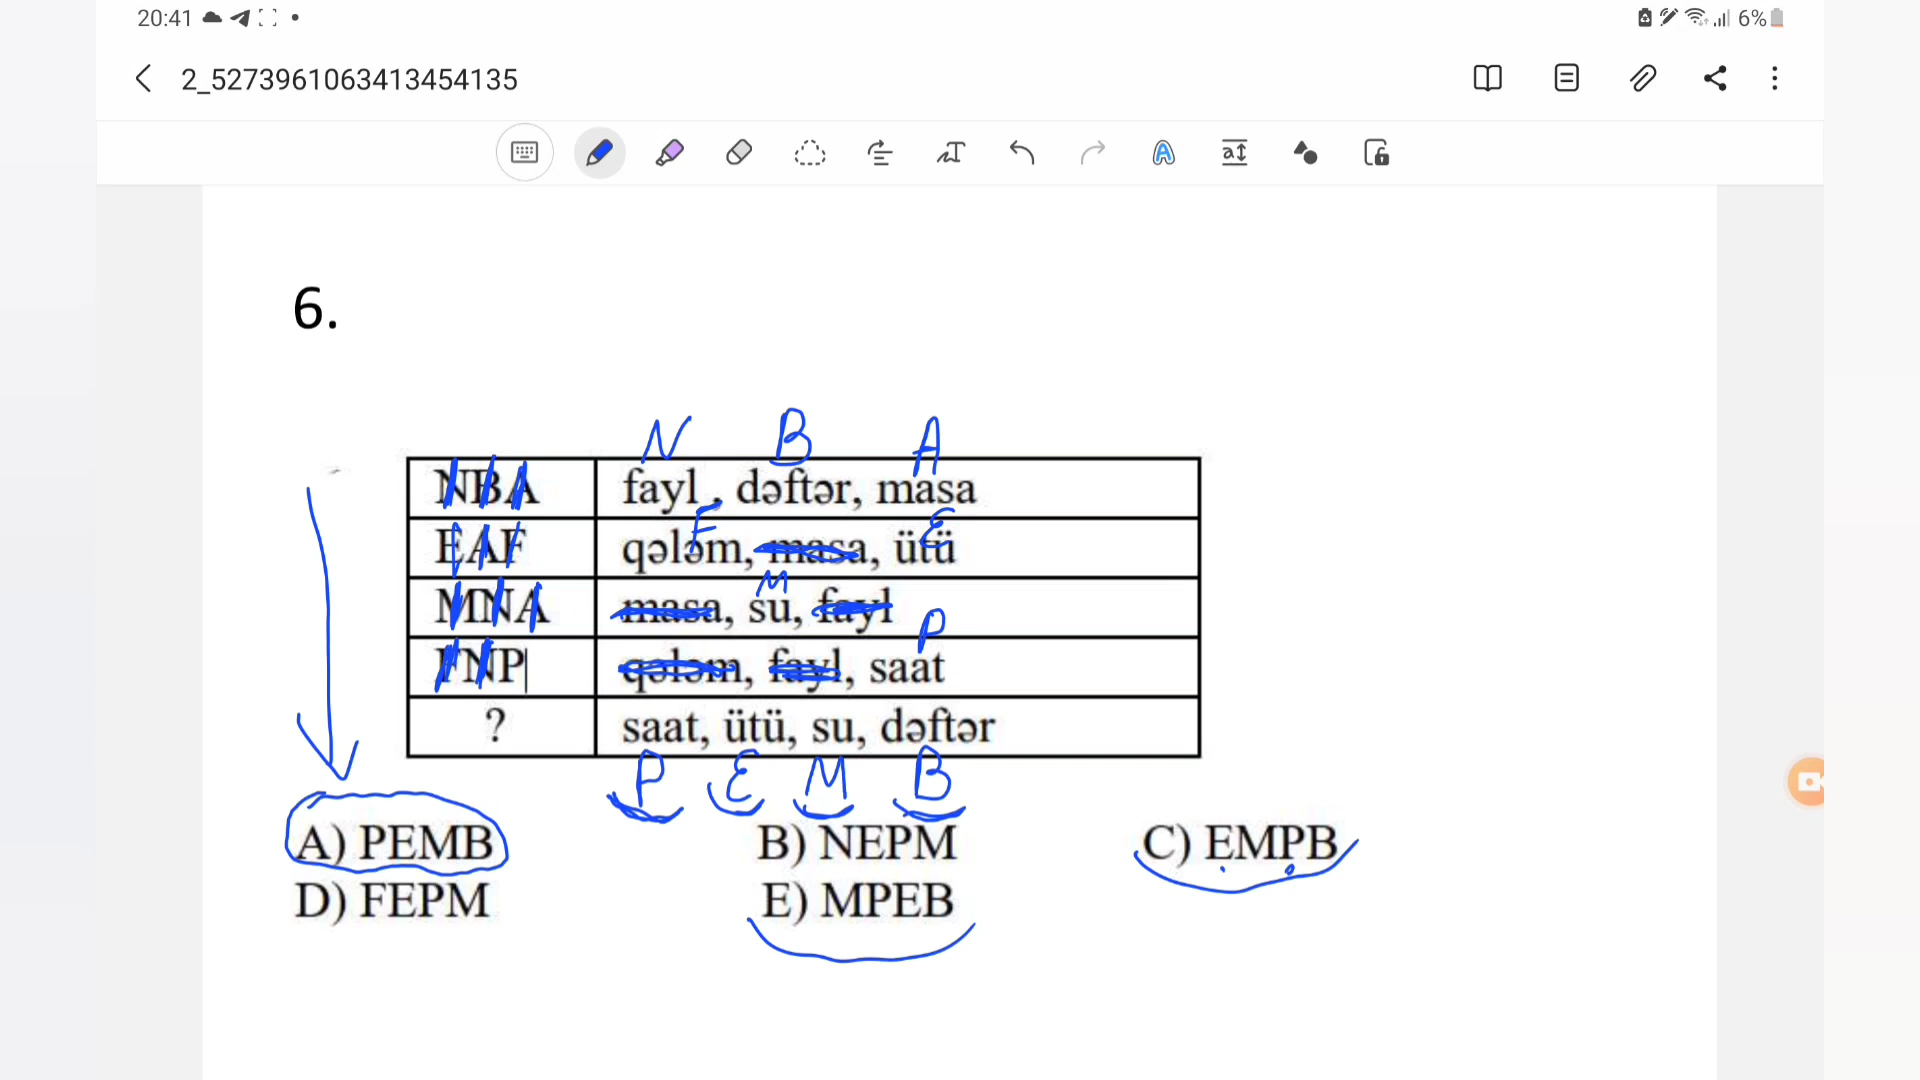 20:41 6%
2_5273961063413454135
6.
N B A
NBA fayl, dəftər, masa
F E
EAF qələm, masa, ütü
M
MNA masa, su, fayl
P
FNP qələm, fayl, saat
? saat, ütü, su, dəftər
P E M B
A) PEMB B) NEPM C) EMPB
D) FEPM E) MPEB